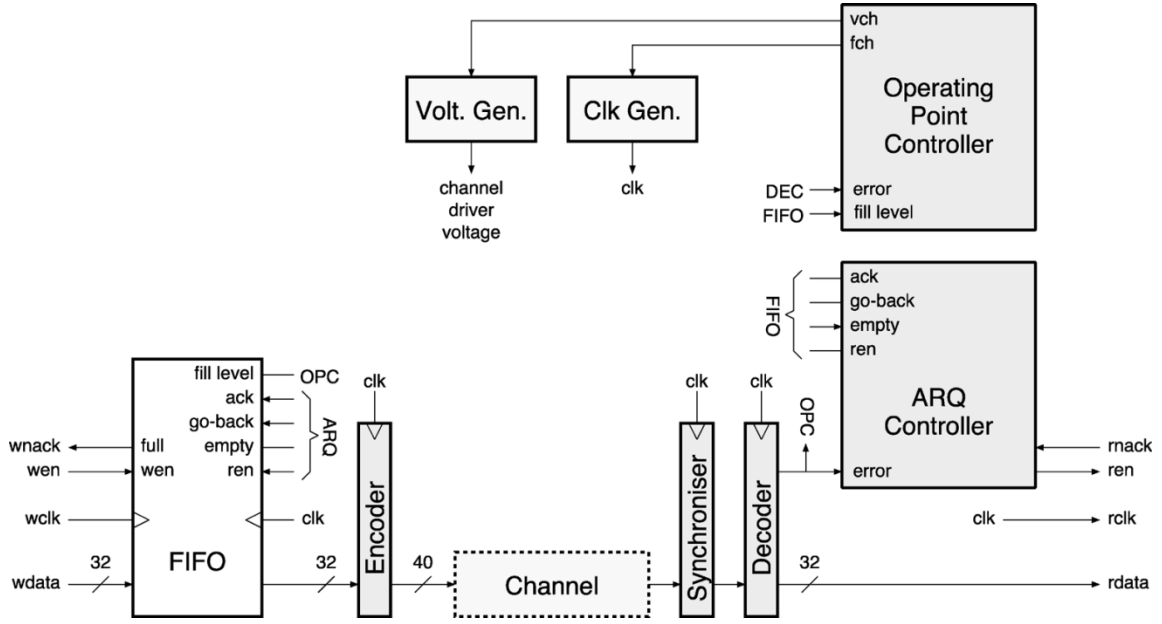 vch
fch
Operating
Point
Controller
Volt. Gen.
Clk Gen.
channel
driver
voltage
clk
DEC
error
FIFO
fill level
FIFO
ack
go-back
empty
ren
ARQ
Controller
fill level
OPC
ack
go-back
empty
ren
ARQ
clk
clk
clk
OPC
wnack
full
wen
wen
error
rnack
ren
wclk
clk
clk
rclk
FIFO
Encoder
Synchroniser
Decoder
wdata
32
32
40
Channel
32
rdata